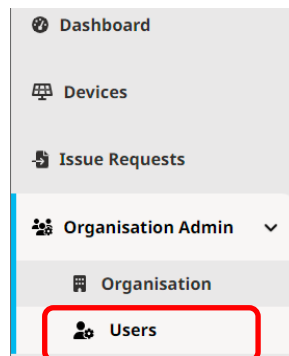 Dashboard
Devices
Issue Requests
Organisation Admin
Organisation
Users